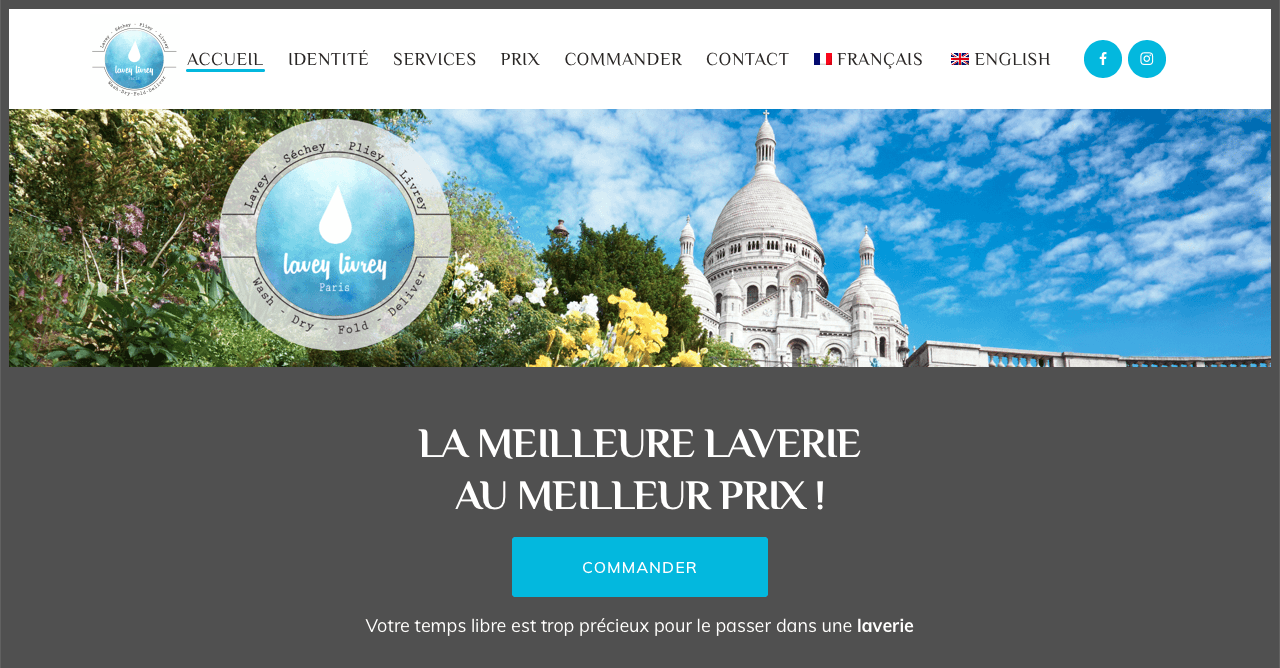 Lavey - Séchey - Pliey - Livrey
lavey livrey
Paris
Wash - Dry - Fold - Deliver
ACCUEIL IDENTITÉ SERVICES PRIX COMMANDER CONTACT FRANÇAIS ENGLISH
Lavey - Séchey - Pliey - Livrey
lavey livrey
Paris
Wash - Dry - Fold - Deliver
LA MEILLEURE LAVERIE
AU MEILLEUR PRIX !
COMMANDER
Votre temps libre est trop précieux pour le passer dans une laverie